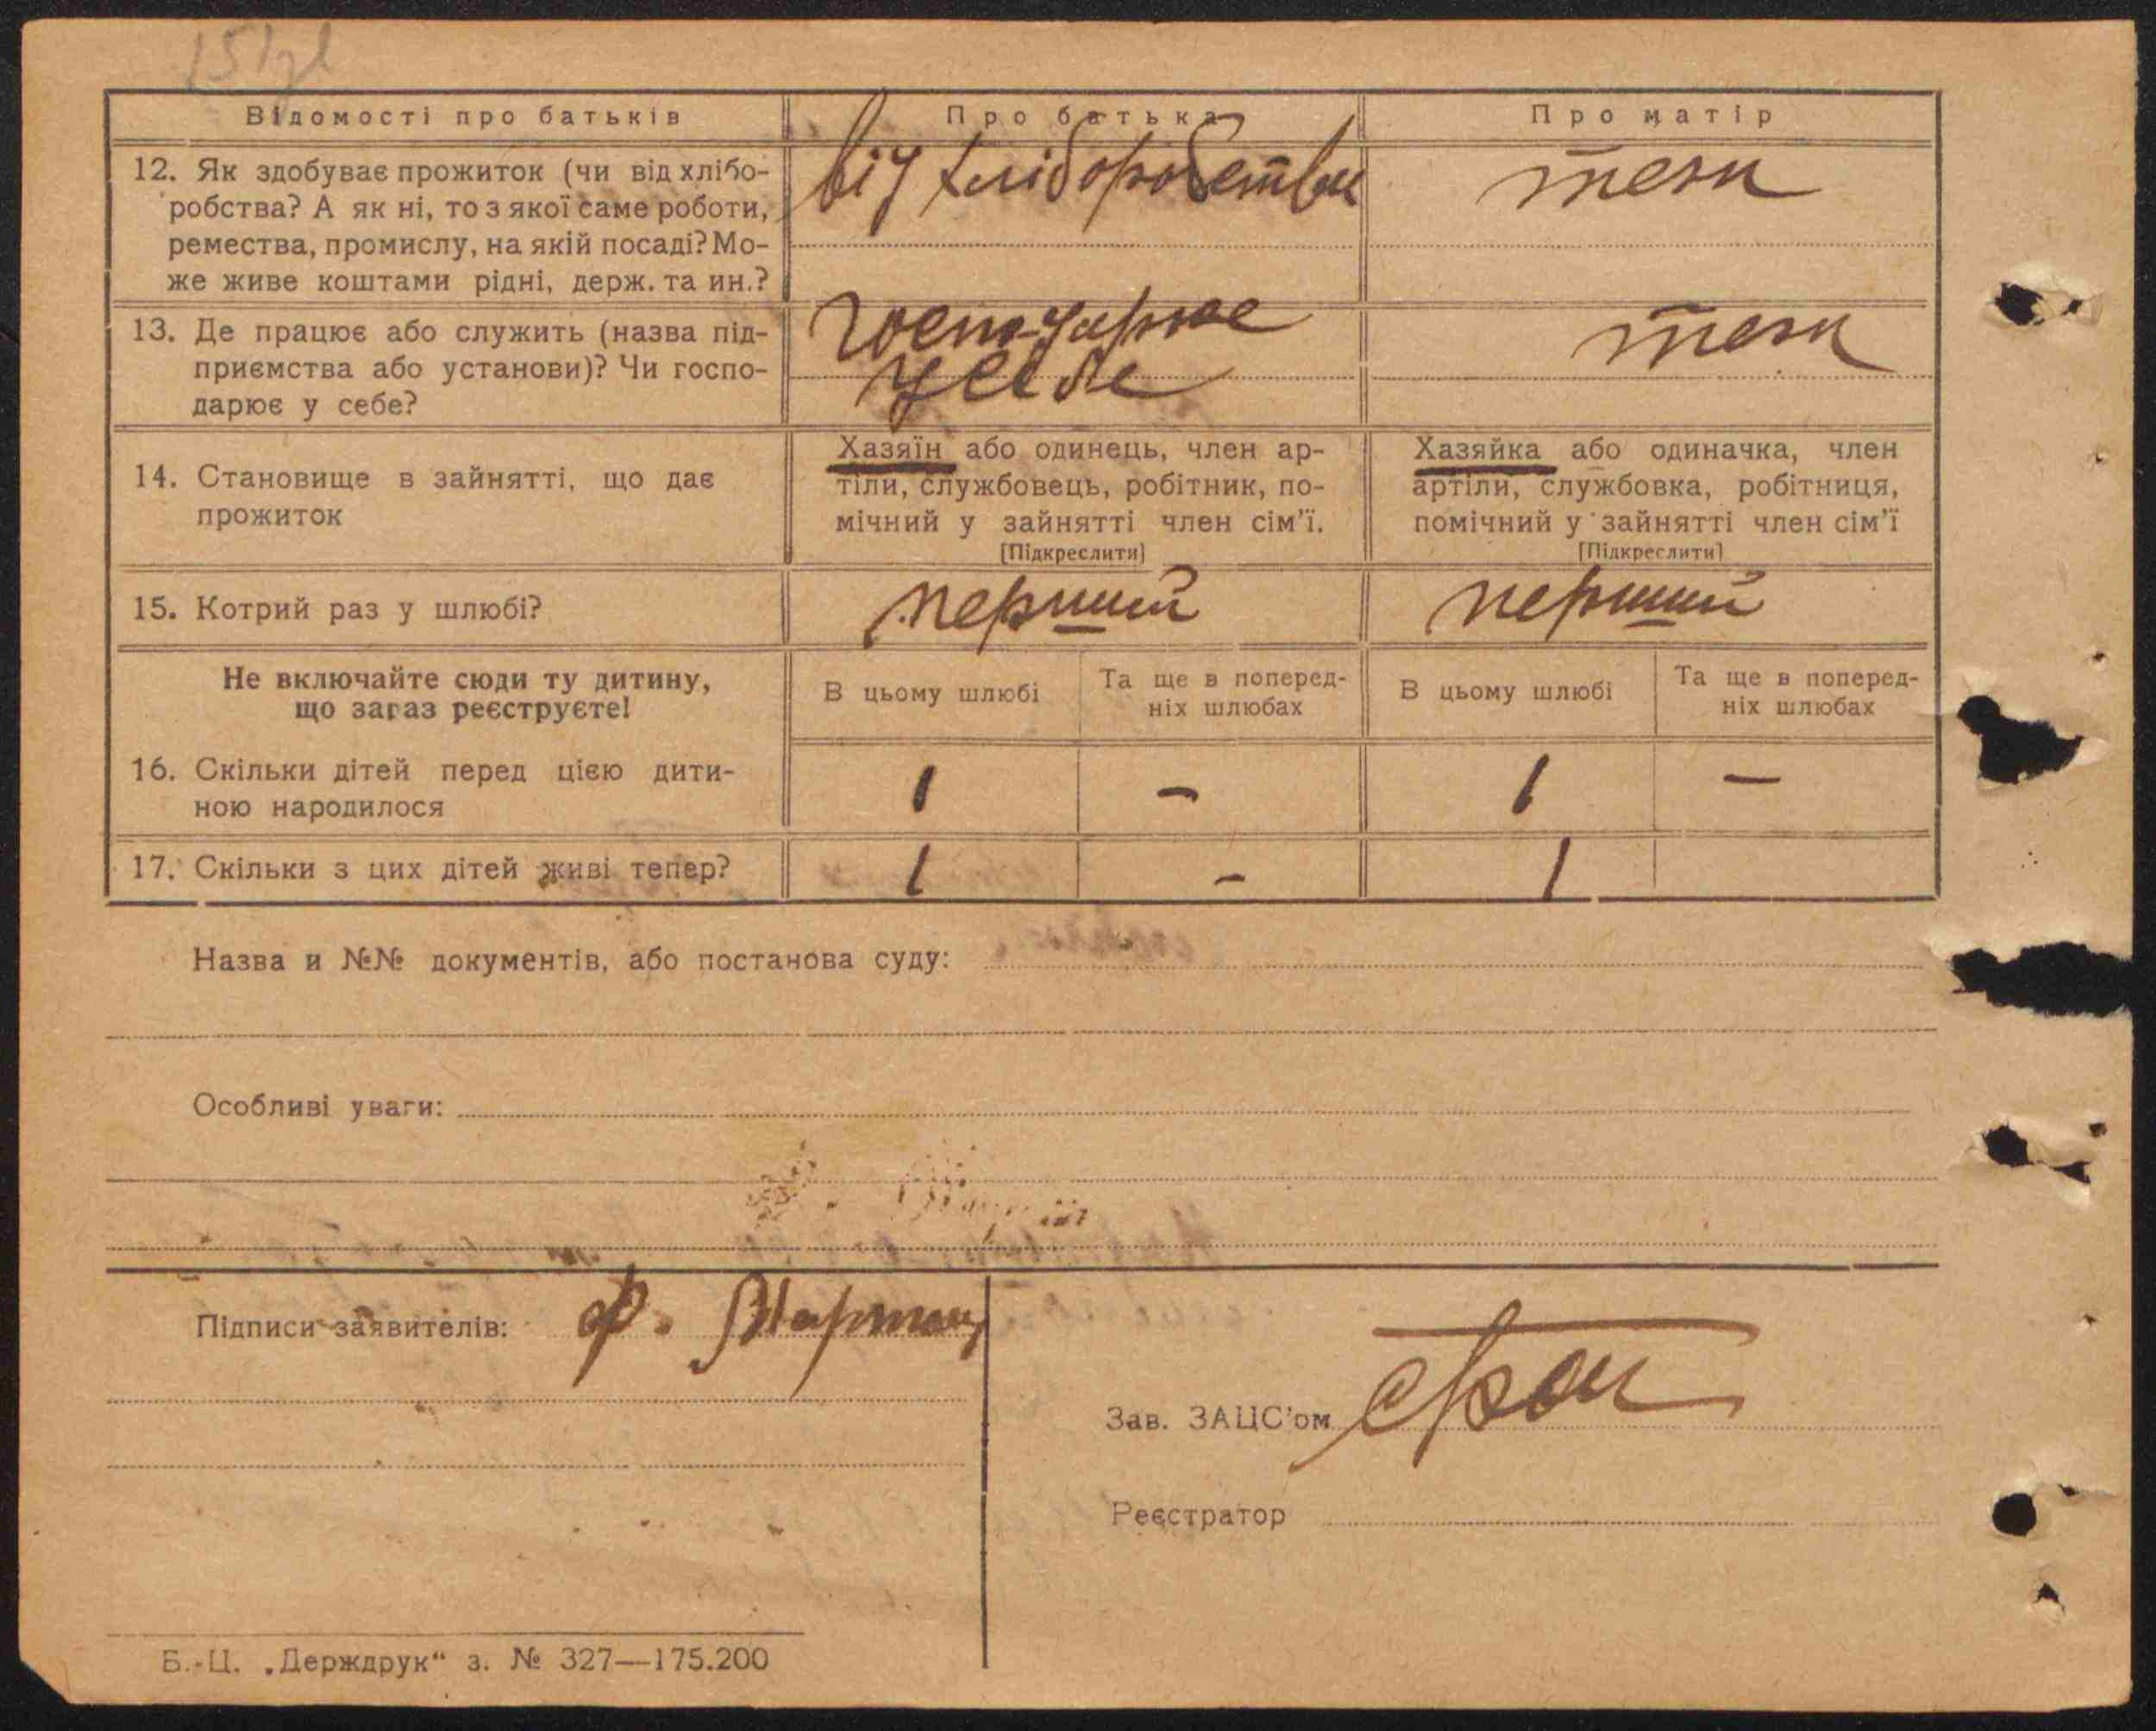 151
Відомості про батьків
Про батька
Про матір
12. Як здобуває прожиток (чи від хлібо-
робства? А як ні, то з якої саме роботи,
ремества, промислу, на якій посаді? Мо-
же живе коштами рідні, держ. та ин.?
від хліборобства
теж
13. Де працює або служить (назва під-
приємства або установи)? Чи госпо-
дарює у себе?
господарює
у себе
теж
14. Становище в зайнятті, що дає
прожиток
Хазяїн або одинець, член ар-
тіли, службовець, робітник, по-
мічний у зайнятті член сім'ї.
[Підкреслити]
Хазяйка або одиначка, член
артіли, службовка, робітниця,
помічний у зайнятті член сім'ї
[Підкреслити]
15. Котрий раз у шлюбі?
перший
перший
Не включайте сюди ту дитину,
що зараз реєструєте!
В цьому шлюбі
Та ще в поперед-
ніх шлюбах
В цьому шлюбі
Та ще в поперед-
ніх шлюбах
16. Скільки дітей перед цією дити-
ною народилося
1 - 1 -
17. Скільки з цих дітей живі тепер?
1 - 1
Назва и №№ документів, або постанова суду:
Особливі уваги:
Підписи заявителів: Ф.
Зав. ЗАЦС'ом
Реєстратор
Б.-Ц. „Держдрук“ з. № 327—175.200